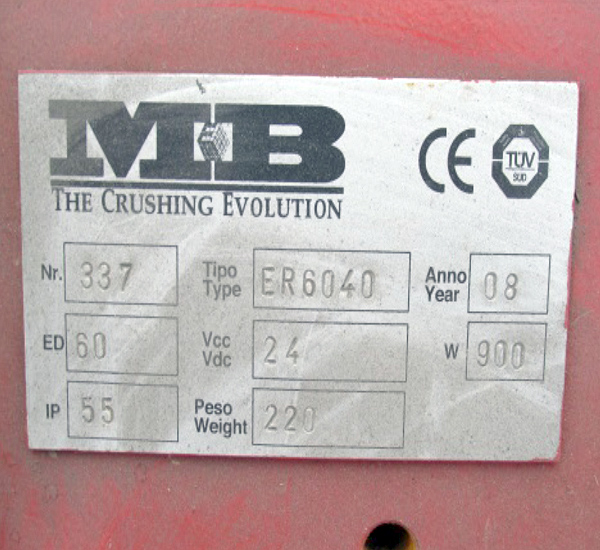 MB
THE CRUSHING EVOLUTION
CE
TÜV
SÜD
Nr. 337 Tipo Type ER6040 Anno Year 08
ED 60 Vcc Vdc 24 W 900
IP 55 Peso Weight 220